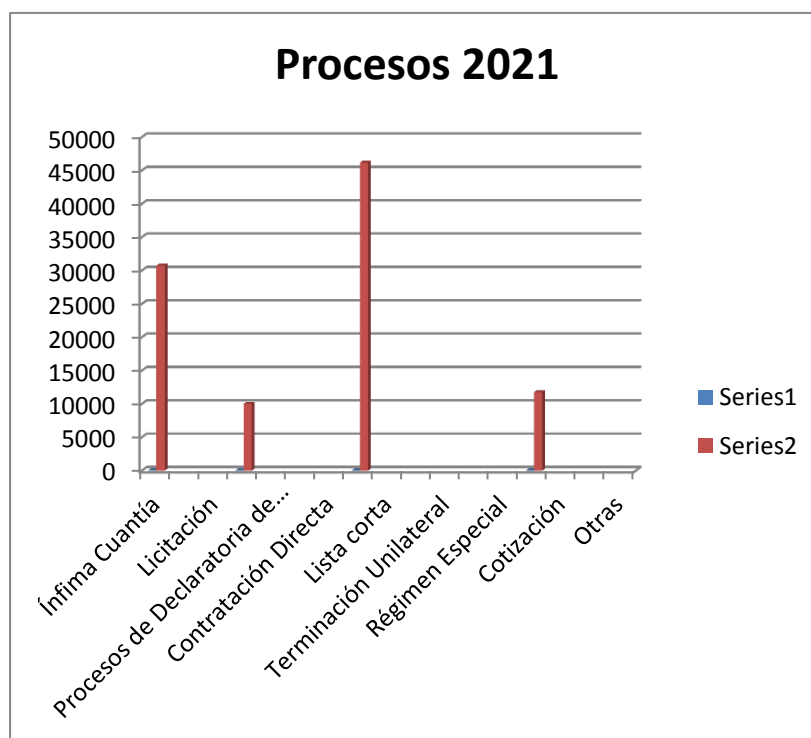 Procesos 2021
50000
45000
40000
35000
30000
25000
20000
15000
10000
5000
0
Ínfima Cuantía
Licitación
Procesos de Declaratoria de...
Contratación Directa
Lista corta
Terminación Unilateral
Régimen Especial
Cotización
Otras
Series1
Series2